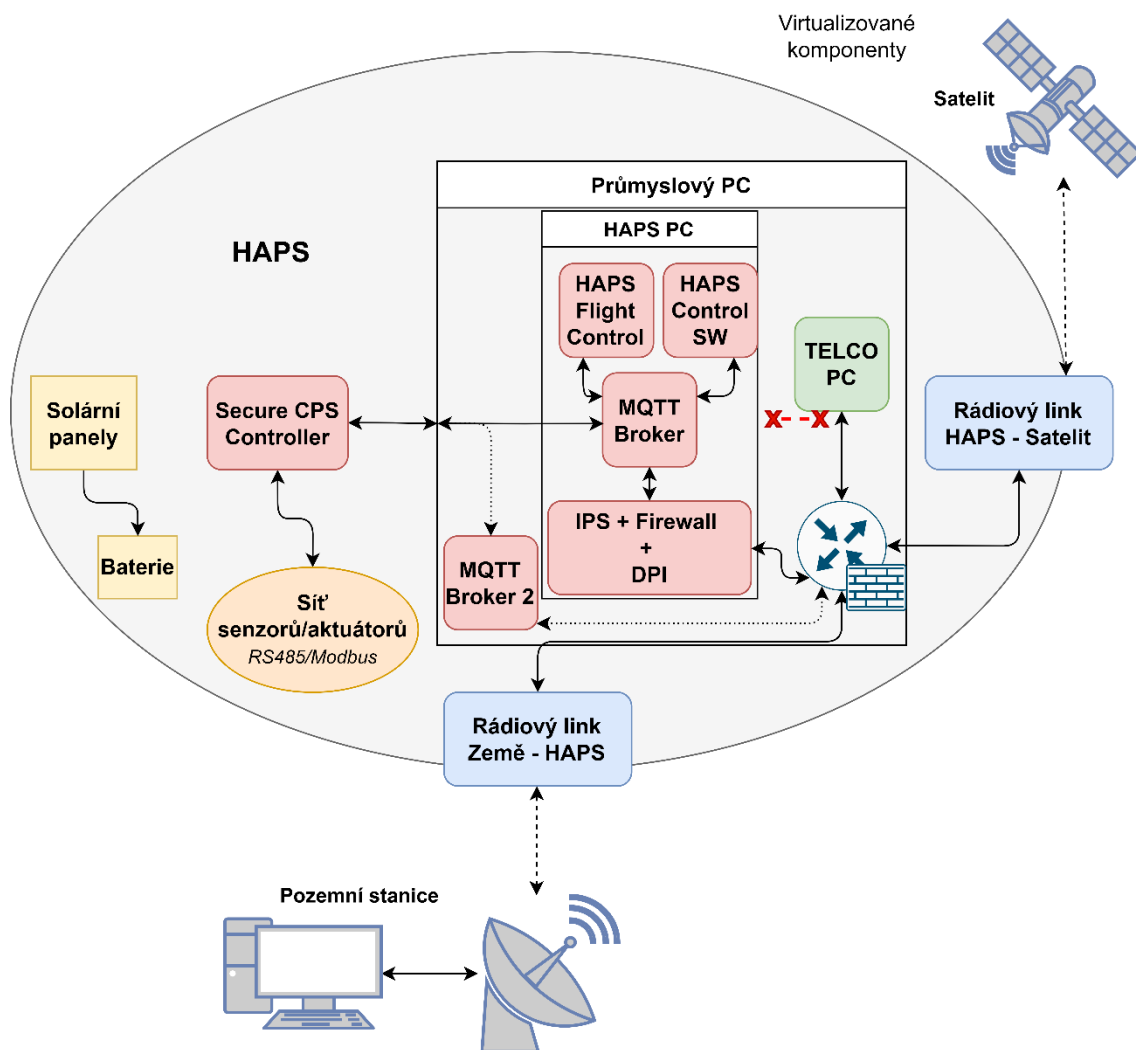 Virtualizované
komponenty
Satelit
Průmyslový PC
HAPS PC
HAPS
HAPS
Flight
Control
HAPS
Control
SW
TELCO
PC
Solární
panely
Secure CPS
Controller
MQTT
Broker
X
X
Rádiový link
HAPS - Satelit
Baterie
Síť
senzorů/aktuátorů
RS485/Modbus
MQTT
Broker 2
IPS + Firewall
+
DPI
Rádiový link
Země - HAPS
Pozemní stanice